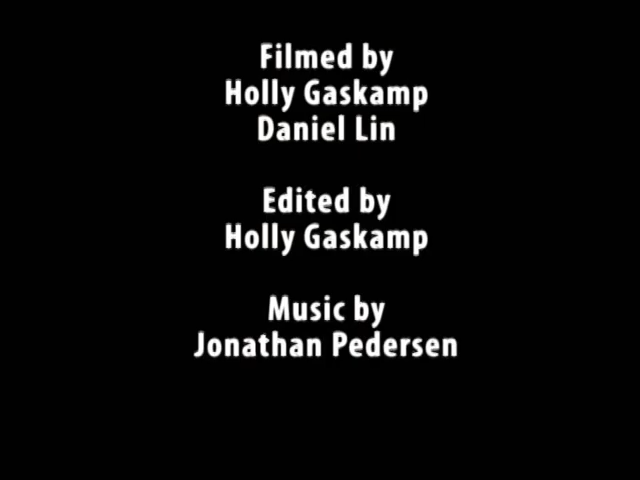 Filmed by
Holly Gaskamp
Daniel Lin
Edited by
Holly Gaskamp
Music by
Jonathan Pedersen